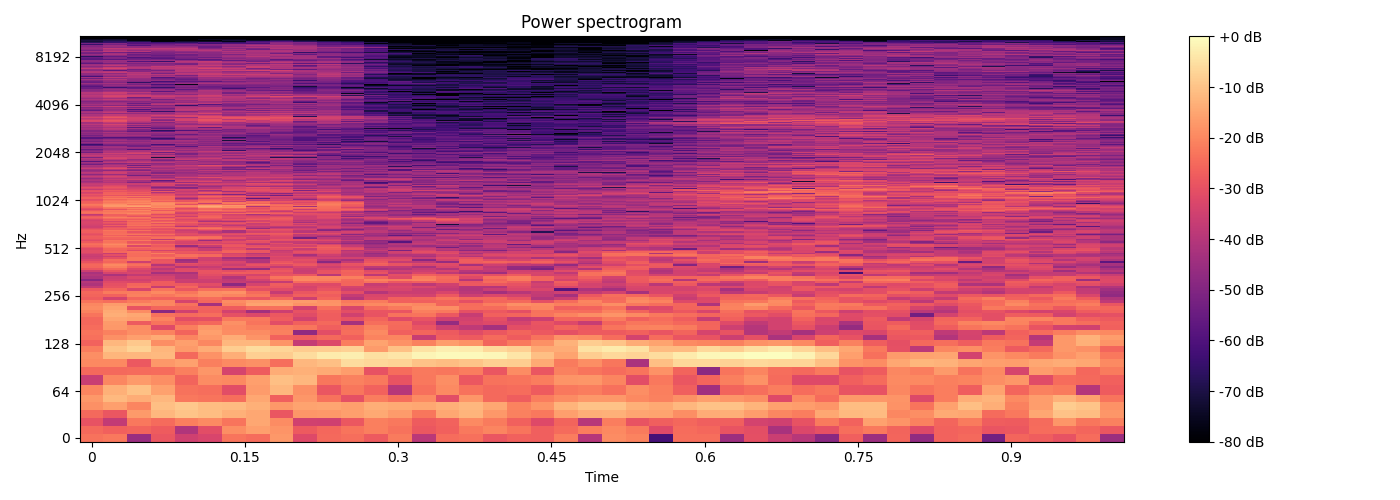 Power spectrogram
8192
4096
2048
1024
512
256
128
64
0
Hz
0
0.15
0.3
0.45
0.6
0.75
0.9
Time
+0 dB
-10 dB
-20 dB
-30 dB
-40 dB
-50 dB
-60 dB
-70 dB
-80 dB